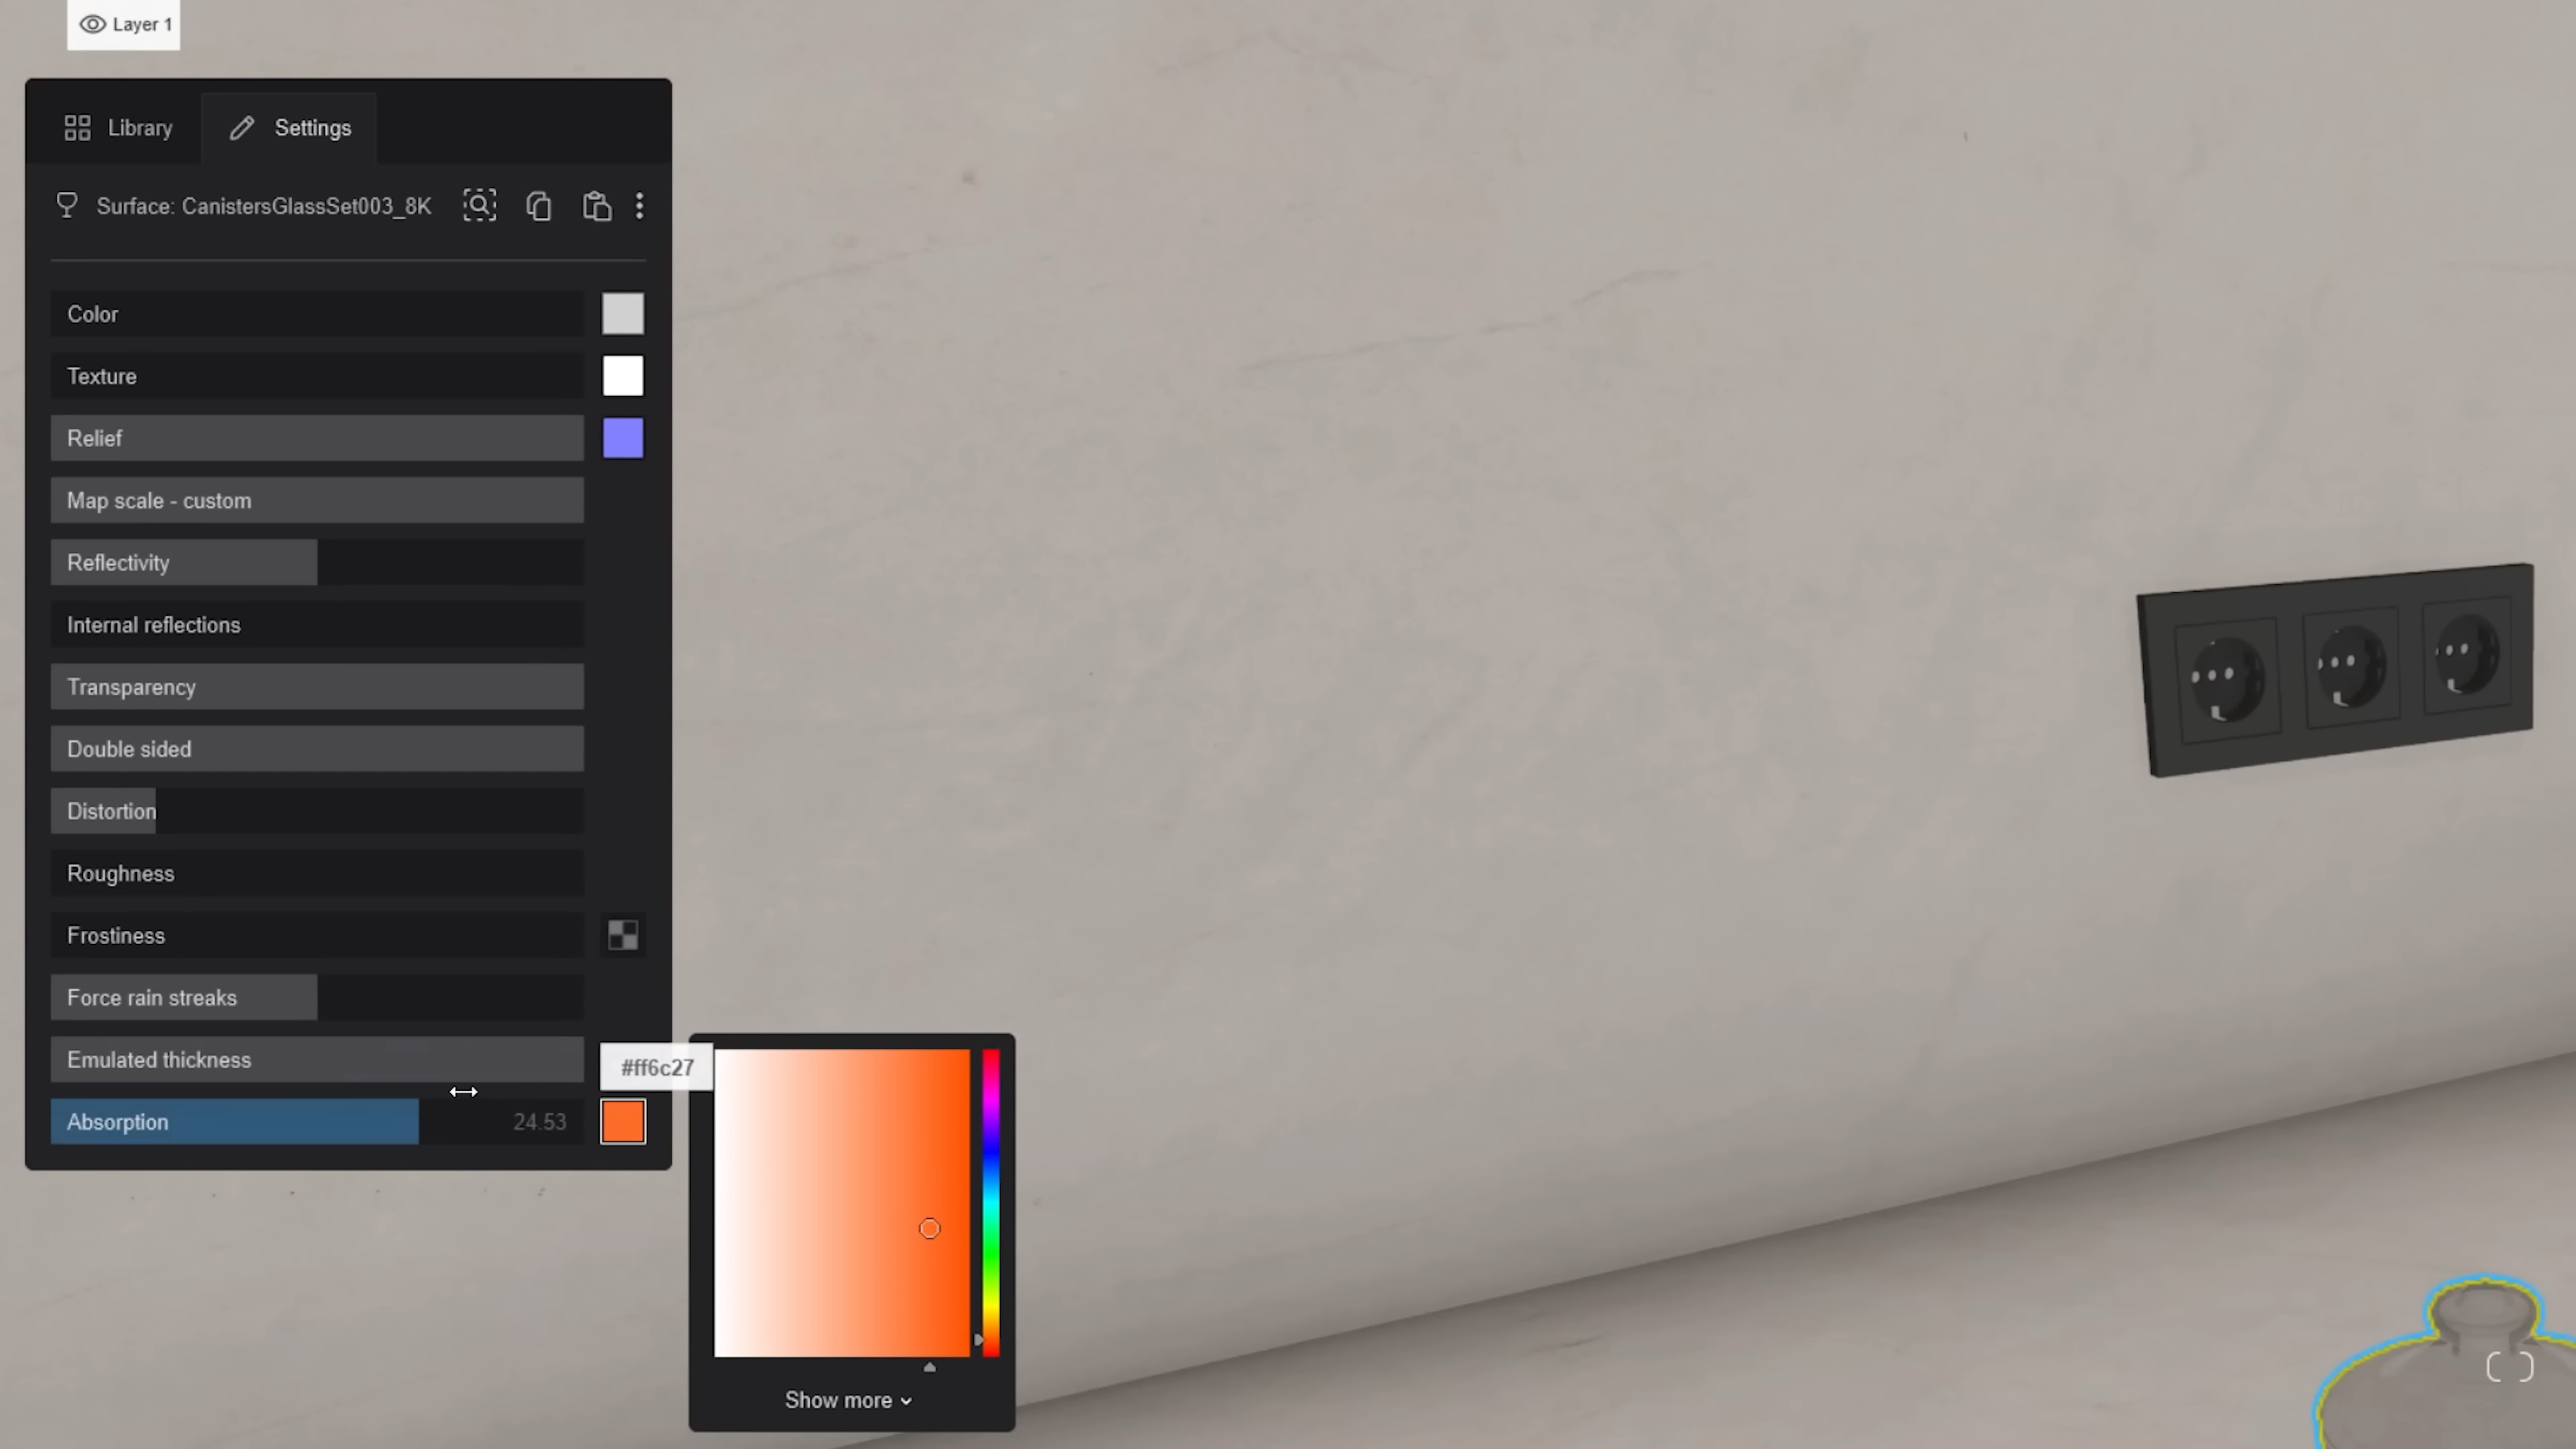 Layer 1
Library
Settings
Surface: CanistersGlassSet003_8K
Color
Texture
Relief
Map scale - custom
Reflectivity
Internal reflections
Transparency
Double sided
Distortion
Roughness
Frostiness
Force rain streaks
Emulated thickness
#ff6c27
Absorption 24.53
Show more